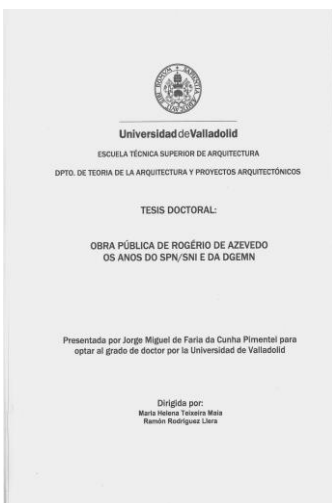 Universidad de Valladolid
ESCUELA TÉCNICA SUPERIOR DE ARQUITECTURA
DPTO. DE TEORIA DE LA ARQUITECTURA Y PROYECTOS ARQUITECTÓNICOS
TESIS DOCTORAL:
OBRA PÚBLICA DE ROGÉRIO DE AZEVEDO
OS ANOS DO SPN/SNI E DA DGEMN
Presentada por Jorge Miguel de Faria da Cunha Pimentel para
optar al grado de doctor por la Universidad de Valladolid
Dirigida por:
Maria Helena Teixeira Maia
Ramón Rodríguez Llera